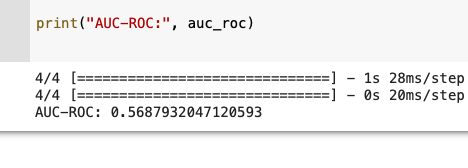 print("AUC-ROC:", auc_roc)
4/4 [==============================] - 1s 28ms/step
4/4 [==============================] - 0s 20ms/step
AUC-ROC: 0.5687932047120593